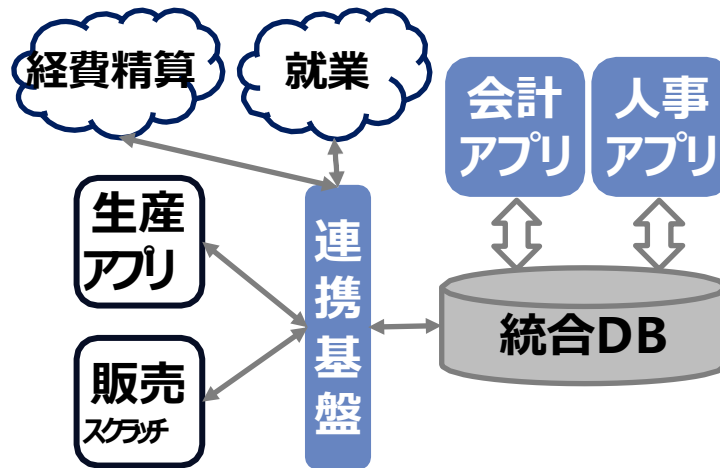 経費精算
就業
会計
アプリ
人事
アプリ
生産
アプリ
連携基盤
販売
スクラッチ
統合DB